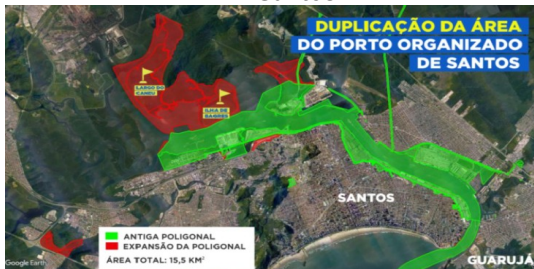 DUPLICAÇÃO DA ÁREA
DO PORTO ORGANIZADO
DE SANTOS
LARGO DO
CANEU
ILHA DE
BAGRES
SANTOS
ANTIGA POLIGONAL
EXPANSÃO DA POLIGONAL
ÁREA TOTAL: 15,5 KM²
GUARUJÁ
Google Earth